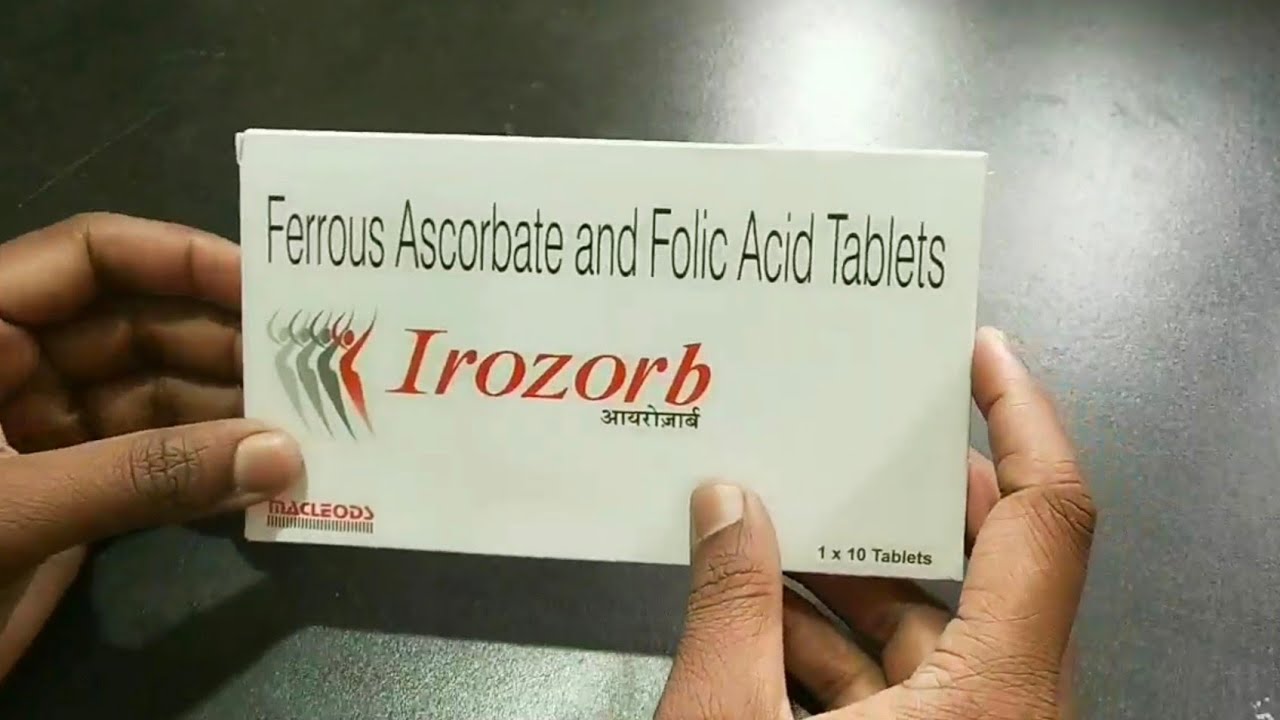 Ferrous Ascorbate and Folic Acid Tablets
Irozorb
आयरोज़ार्ब
MACLEODS
1 x 10 Tablets